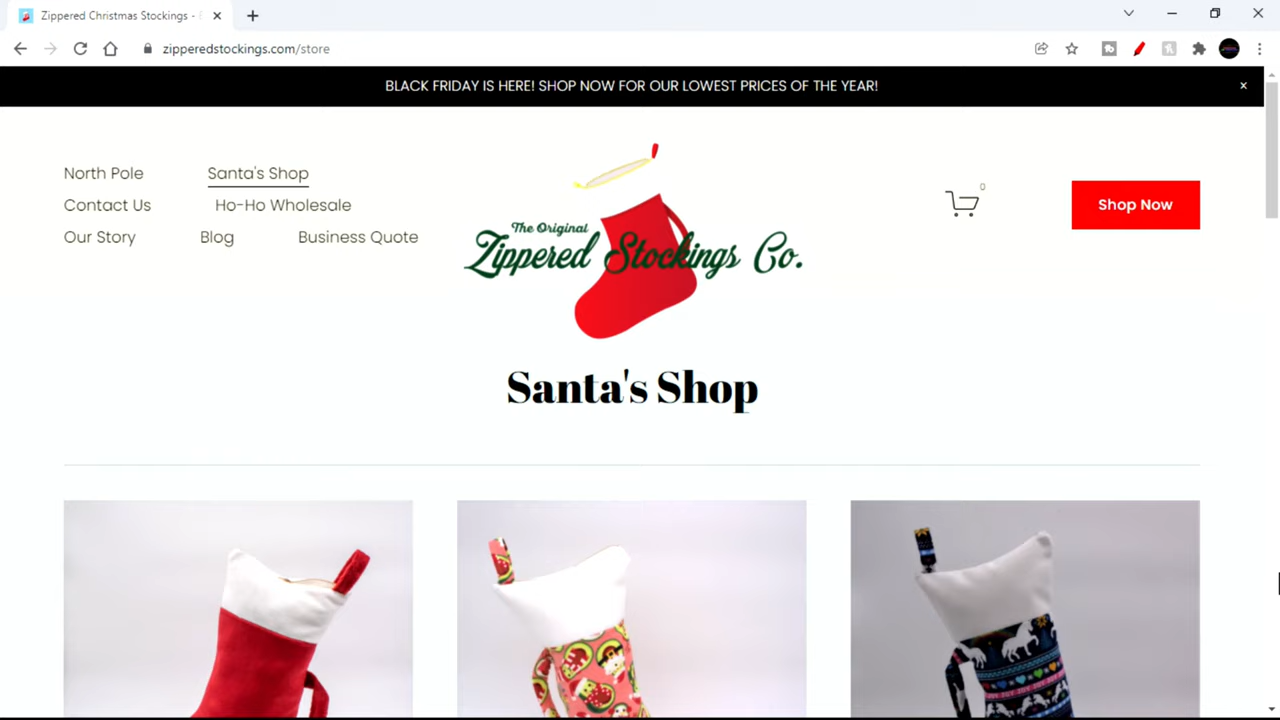 Zippered Christmas Stockings -
zipperedstockings.com/store
BLACK FRIDAY IS HERE! SHOP NOW FOR OUR LOWEST PRICES OF THE YEAR!
North Pole Santa's Shop
Contact Us Ho-Ho Wholesale
Our Story Blog Business Quote
The Original
Zippered Stockings Co.
0
Shop Now
Santa's Shop